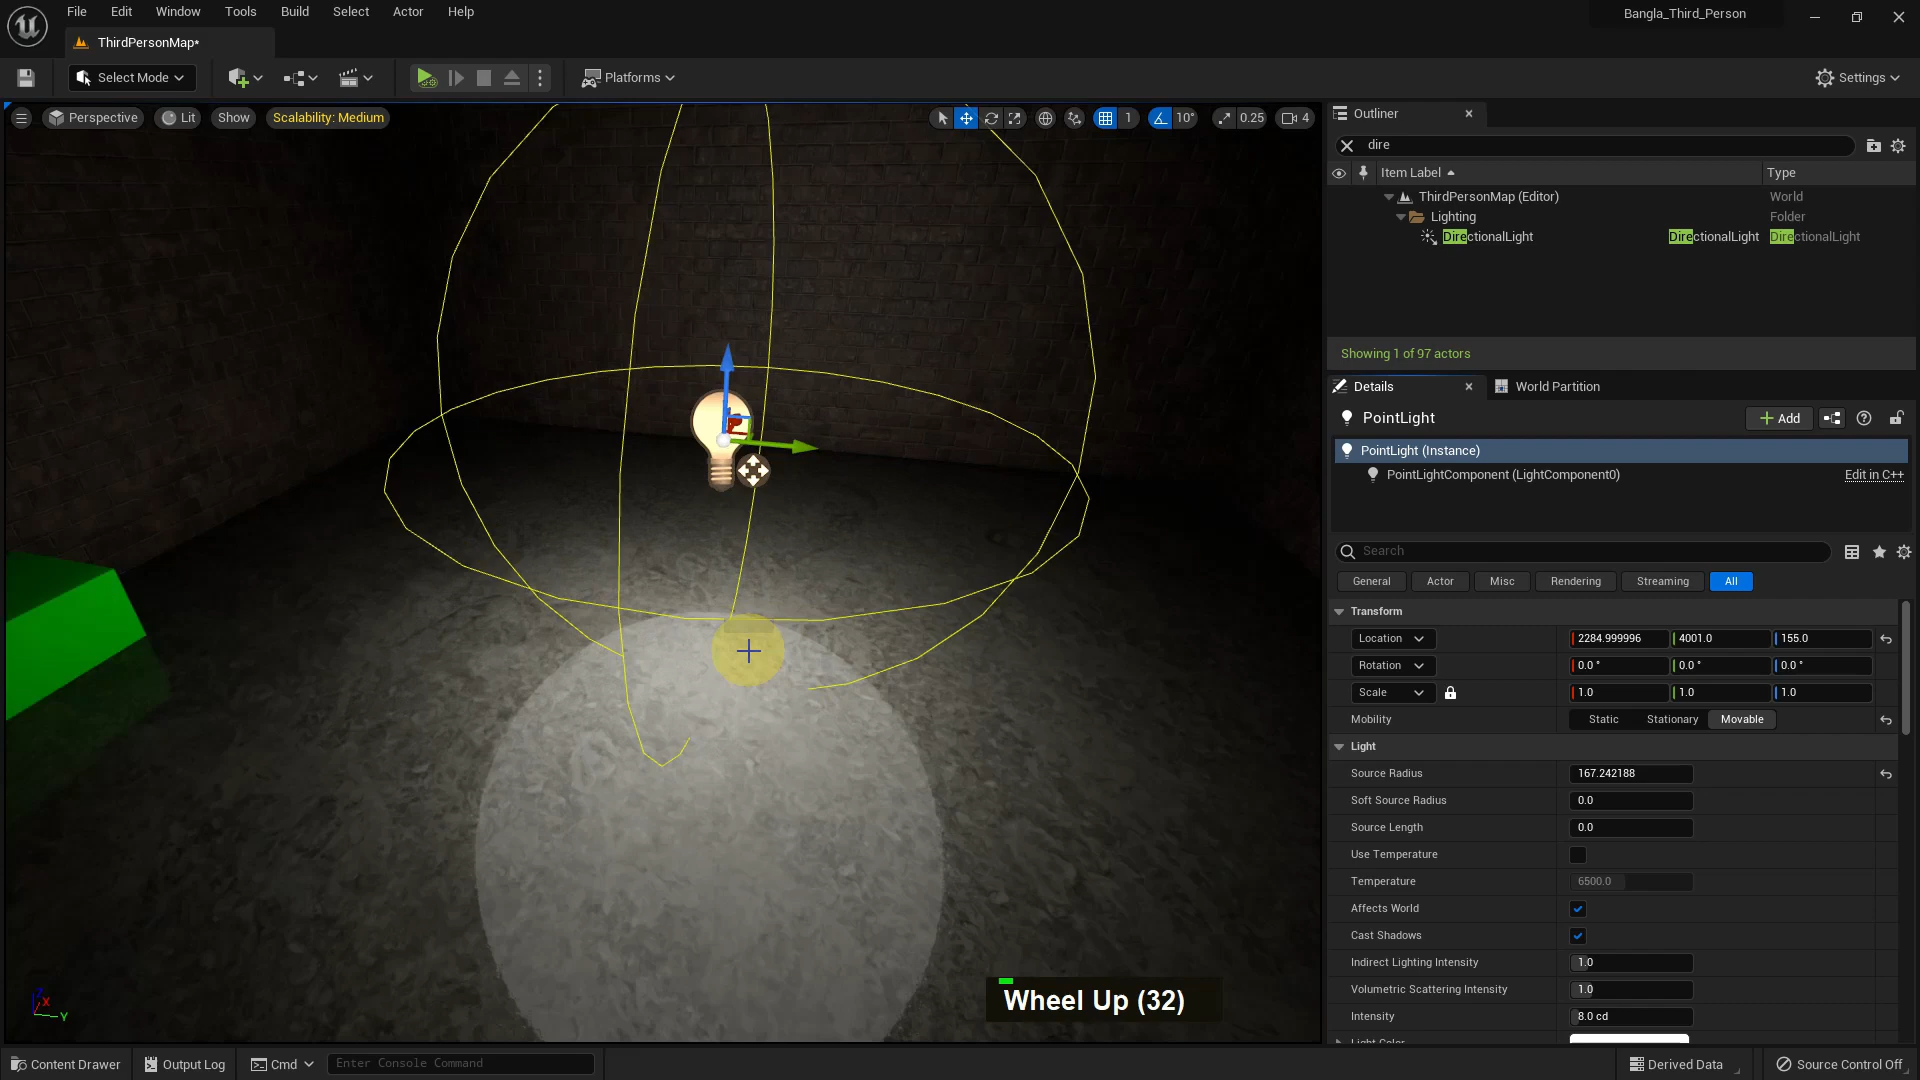 File Edit Window Tools Build Select Actor Help
Bangla_Third_Person
ThirdPersonMap*
Select Mode
Platforms
Settings
Perspective Lit Show Scalability: Medium
1 10° 0.25 4
Outliner
dire
Item Label Type
ThirdPersonMap (Editor) World
Lighting Folder
DirectionalLight DirectionalLight DirectionalLight
Showing 1 of 97 actors
Details World Partition
PointLight Add
PointLight (Instance)
PointLightComponent (LightComponent0) Edit in C++
Search
General Actor Misc Rendering Streaming All
Transform
Location 2284.999996 4001.0 155.0
Rotation 0.0 ° 0.0 ° 0.0 °
Scale 1.0 1.0 1.0
Mobility Static Stationary Movable
Light
Source Radius 167.242188
Soft Source Radius 0.0
Source Length 0.0
Use Temperature
Temperature 6500.0
Affects World
Cast Shadows
Indirect Lighting Intensity 1.0
Volumetric Scattering Intensity 1.0
Intensity 8.0 cd
Light Color
Z X Y
Wheel Up (32)
Content Drawer Output Log Cmd Enter Console Command
Derived Data Source Control Off